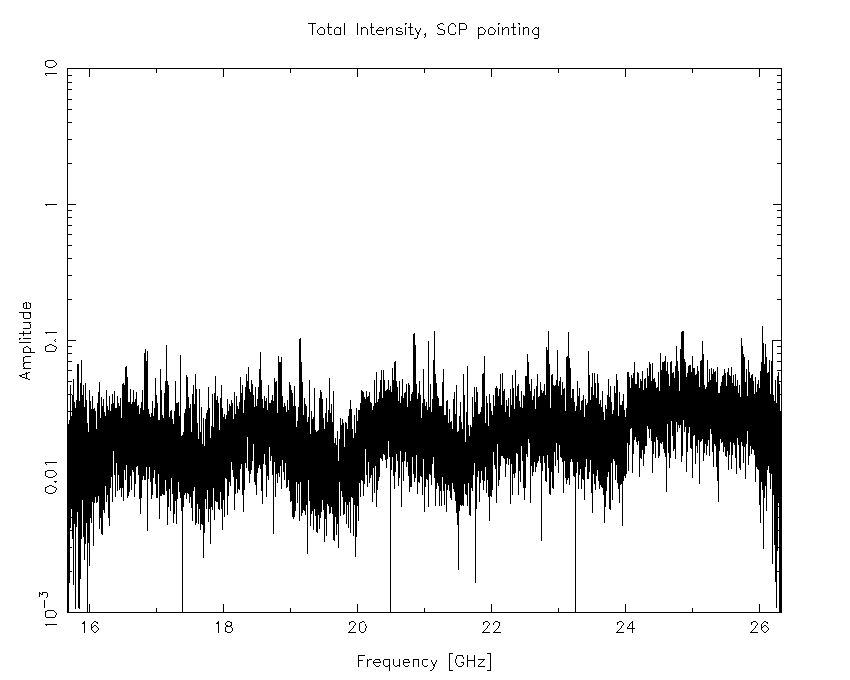 Total Intensity, SCP pointing
10
1
0.1
0.01
10⁻³
Amplitude
16 18 20 22 24 26
Frequency [GHz]